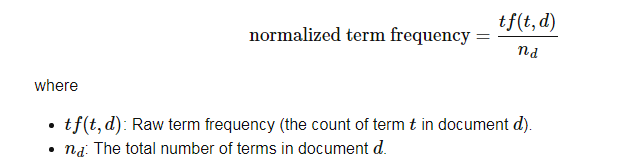 normalized term frequency = tf(t, d) / n_d
where
• tf(t, d): Raw term frequency (the count of term t in document d).
• n_d: The total number of terms in document d.